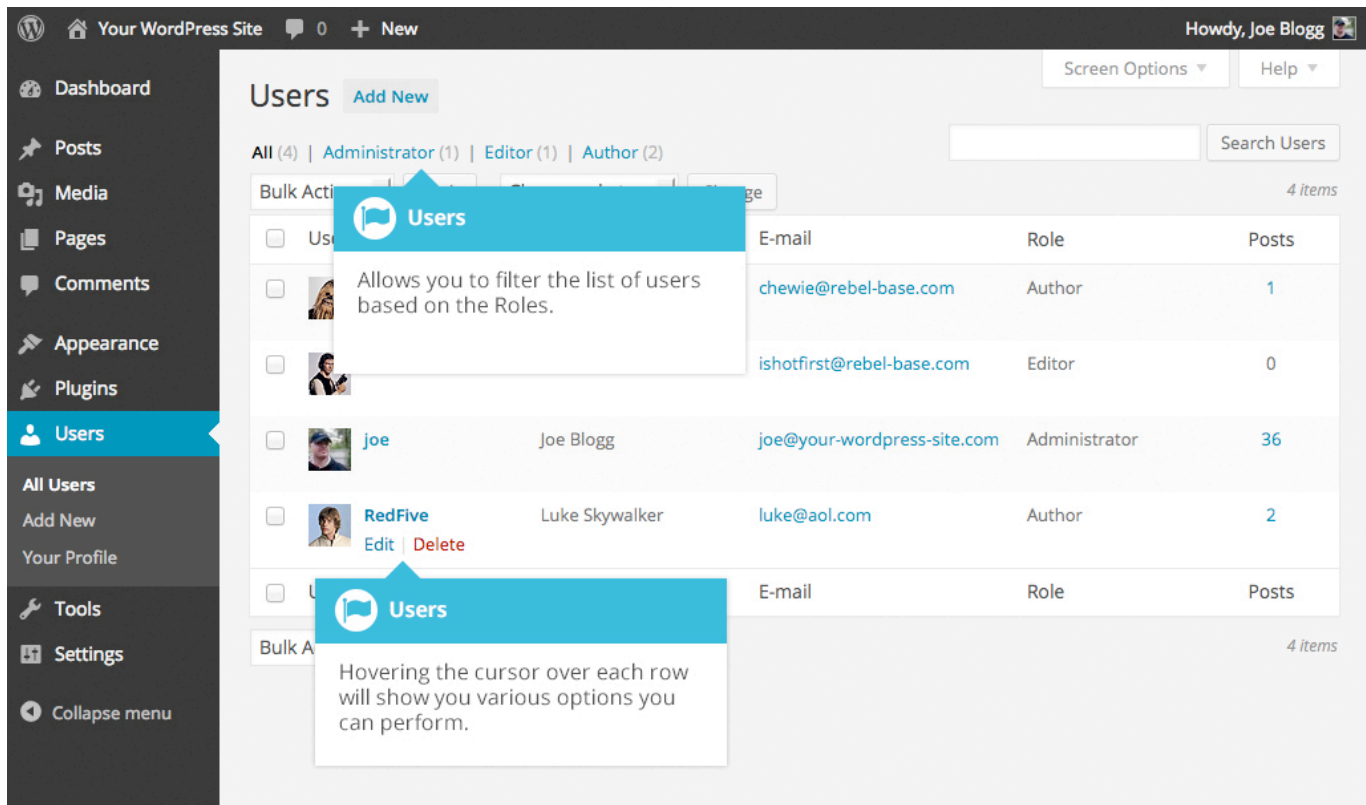 Your WordPress Site 0 + New Howdy, Joe Blogg
Screen Options Help
Dashboard
Posts
Media
Pages
Comments
Appearance
Plugins
Users
All Users
Add New
Your Profile
Tools
Settings
Collapse menu
Users Add New
All (4) | Administrator (1) | Editor (1) | Author (2)
Search Users
Bulk
4 items
E-mail Role Posts
Users
Allows you to filter the list of users
based on the Roles.
chewie@rebel-base.com Author 1
ishotfirst@rebel-base.com Editor 0
joe Joe Blogg joe@your-wordpress-site.com Administrator 36
RedFive Luke Skywalker luke@aol.com Author 2
Edit | Delete
E-mail Role Posts
Users
Hovering the cursor over each row
will show you various options you
can perform.
Bulk
4 items